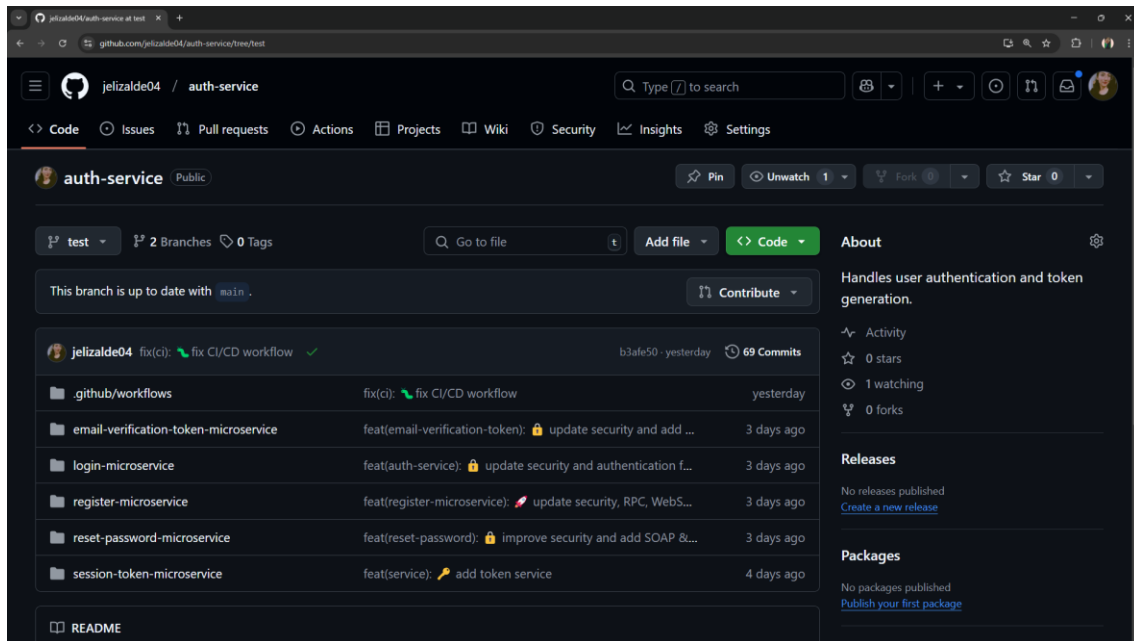 jelizalde04/auth-service at test
github.com/jelizalde04/auth-service/tree/test
jelizalde04 / auth-service
Type / to search
Code Issues Pull requests Actions Projects Wiki Security Insights Settings
auth-service Public
Pin Unwatch 1 Fork 0 Star 0
test 2 Branches 0 Tags Go to file t Add file Code
About
This branch is up to date with main . Contribute
Handles user authentication and token
generation.
Activity
jelizalde04 fix(ci): fix CI/CD workflow b3afe50 · yesterday 69 Commits
0 stars
.github/workflows fix(ci): fix CI/CD workflow yesterday
1 watching
0 forks
email-verification-token-microservice feat(email-verification-token): 🔒 update security and add ... 3 days ago
login-microservice feat(auth-service): 🔒 update security and authentication f... 3 days ago
Releases
No releases published
Create a new release
register-microservice feat(register-microservice): 🚀 update security, RPC, WebS... 3 days ago
reset-password-microservice feat(reset-password): 🔒 improve security and add SOAP &... 3 days ago
Packages
session-token-microservice feat(service): 🔑 add token service 4 days ago
No packages published
Publish your first package
README